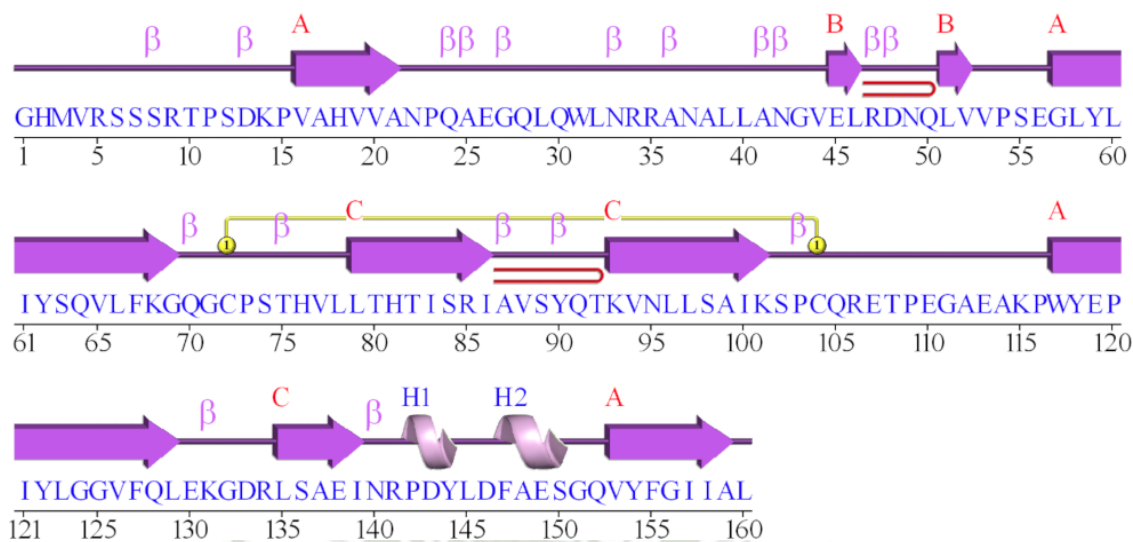 A B B A
β β ββ β β β ββ ββ
GHMVRSSSRTPSDKPVAHVVANPQAEGQLQWLNRRANALLANGVELRDNQLVVPSEGLYL
1 5 10 15 20 25 30 35 40 45 50 55 60
C C A
β β β β β
1 1
IYSQVLFKGQGCPSTHVLLTHTISRIAVSYQTKVNLLSAIKSPCQRETPEGAEAKPWYEP
61 65 70 75 80 85 90 95 100 105 110 115 120
C H1 H2 A
β β
IYLGGVFQLEKGDRLSAEINRPDYLDFAESGQVYFGIIAL
121 125 130 135 140 145 150 155 160